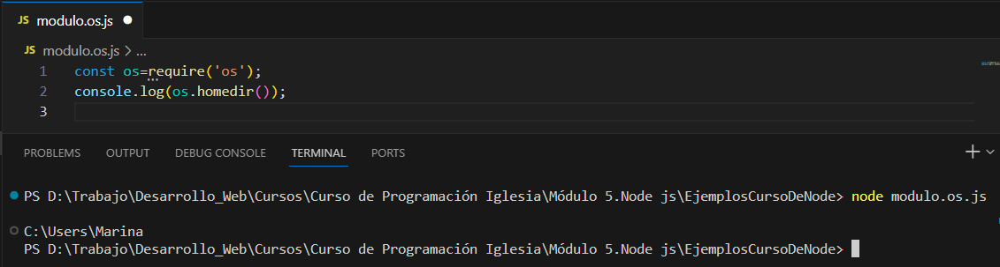 JS modulo.os.js
JS modulo.os.js > ...
1 const os=require('os');
2 console.log(os.homedir());
3
PROBLEMS OUTPUT DEBUG CONSOLE TERMINAL PORTS
PS D:\Trabajo\Desarrollo_Web\Cursos\Curso de Programación Iglesia\Módulo 5.Node js\EjemplosCursoDeNode> node modulo.os.js
C:\Users\Marina
PS D:\Trabajo\Desarrollo_Web\Cursos\Curso de Programación Iglesia\Módulo 5.Node js\EjemplosCursoDeNode>